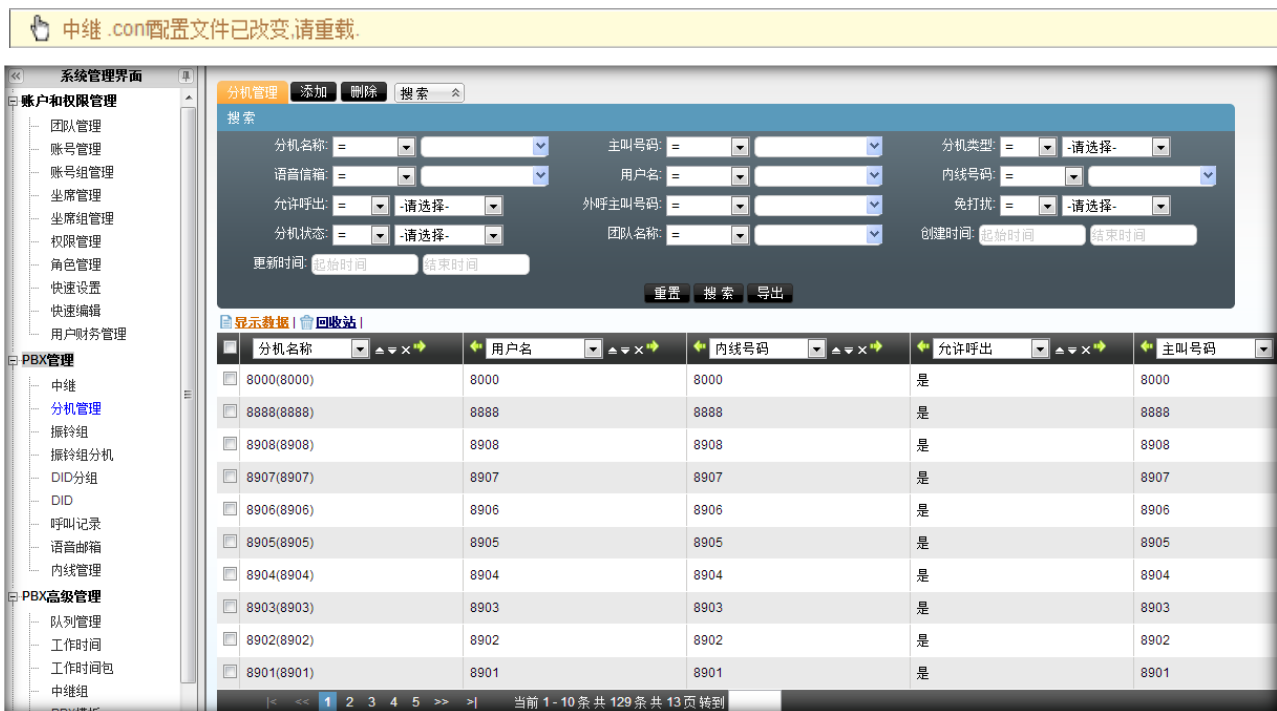 中继 .conf配置文件已改变,请重载.
系统管理界面
账户和权限管理
团队管理
账号管理
账号组管理
坐席管理
坐席组管理
权限管理
角色管理
快速设置
快速编辑
用户财务管理
PBX管理
中继
分机管理
振铃组
振铃组分机
DID分组
DID
呼叫记录
语音邮箱
内线管理
PBX高级管理
队列管理
工作时间
工作时间包
中继组
分机管理 添加 删除 搜索
搜索
分机名称: = 主叫号码: = 分机类型: = -请选择-
语音信箱: = 用户名: = 内线号码: =
允许呼出: = -请选择- 外呼主叫号码: = 免打扰: = -请选择-
分机状态: = -请选择- 团队名称: = 创建时间: 起始时间 结束时间
更新时间: 起始时间 结束时间
重置 搜索 导出
显示数据 | 回收站 |
分机名称 x 用户名 x 内线号码 x 允许呼出 x 主叫号码
8000(8000) 8000 8000 是 8000
8888(8888) 8888 8888 是 8888
8908(8908) 8908 8908 是 8908
8907(8907) 8907 8907 是 8907
8906(8906) 8906 8906 是 8906
8905(8905) 8905 8905 是 8905
8904(8904) 8904 8904 是 8904
8903(8903) 8903 8903 是 8903
8902(8902) 8902 8902 是 8902
8901(8901) 8901 8901 是 8901
|< << 1 2 3 4 5 >> >| 当前 1 - 10 条 共 129 条 共 13 页 转到